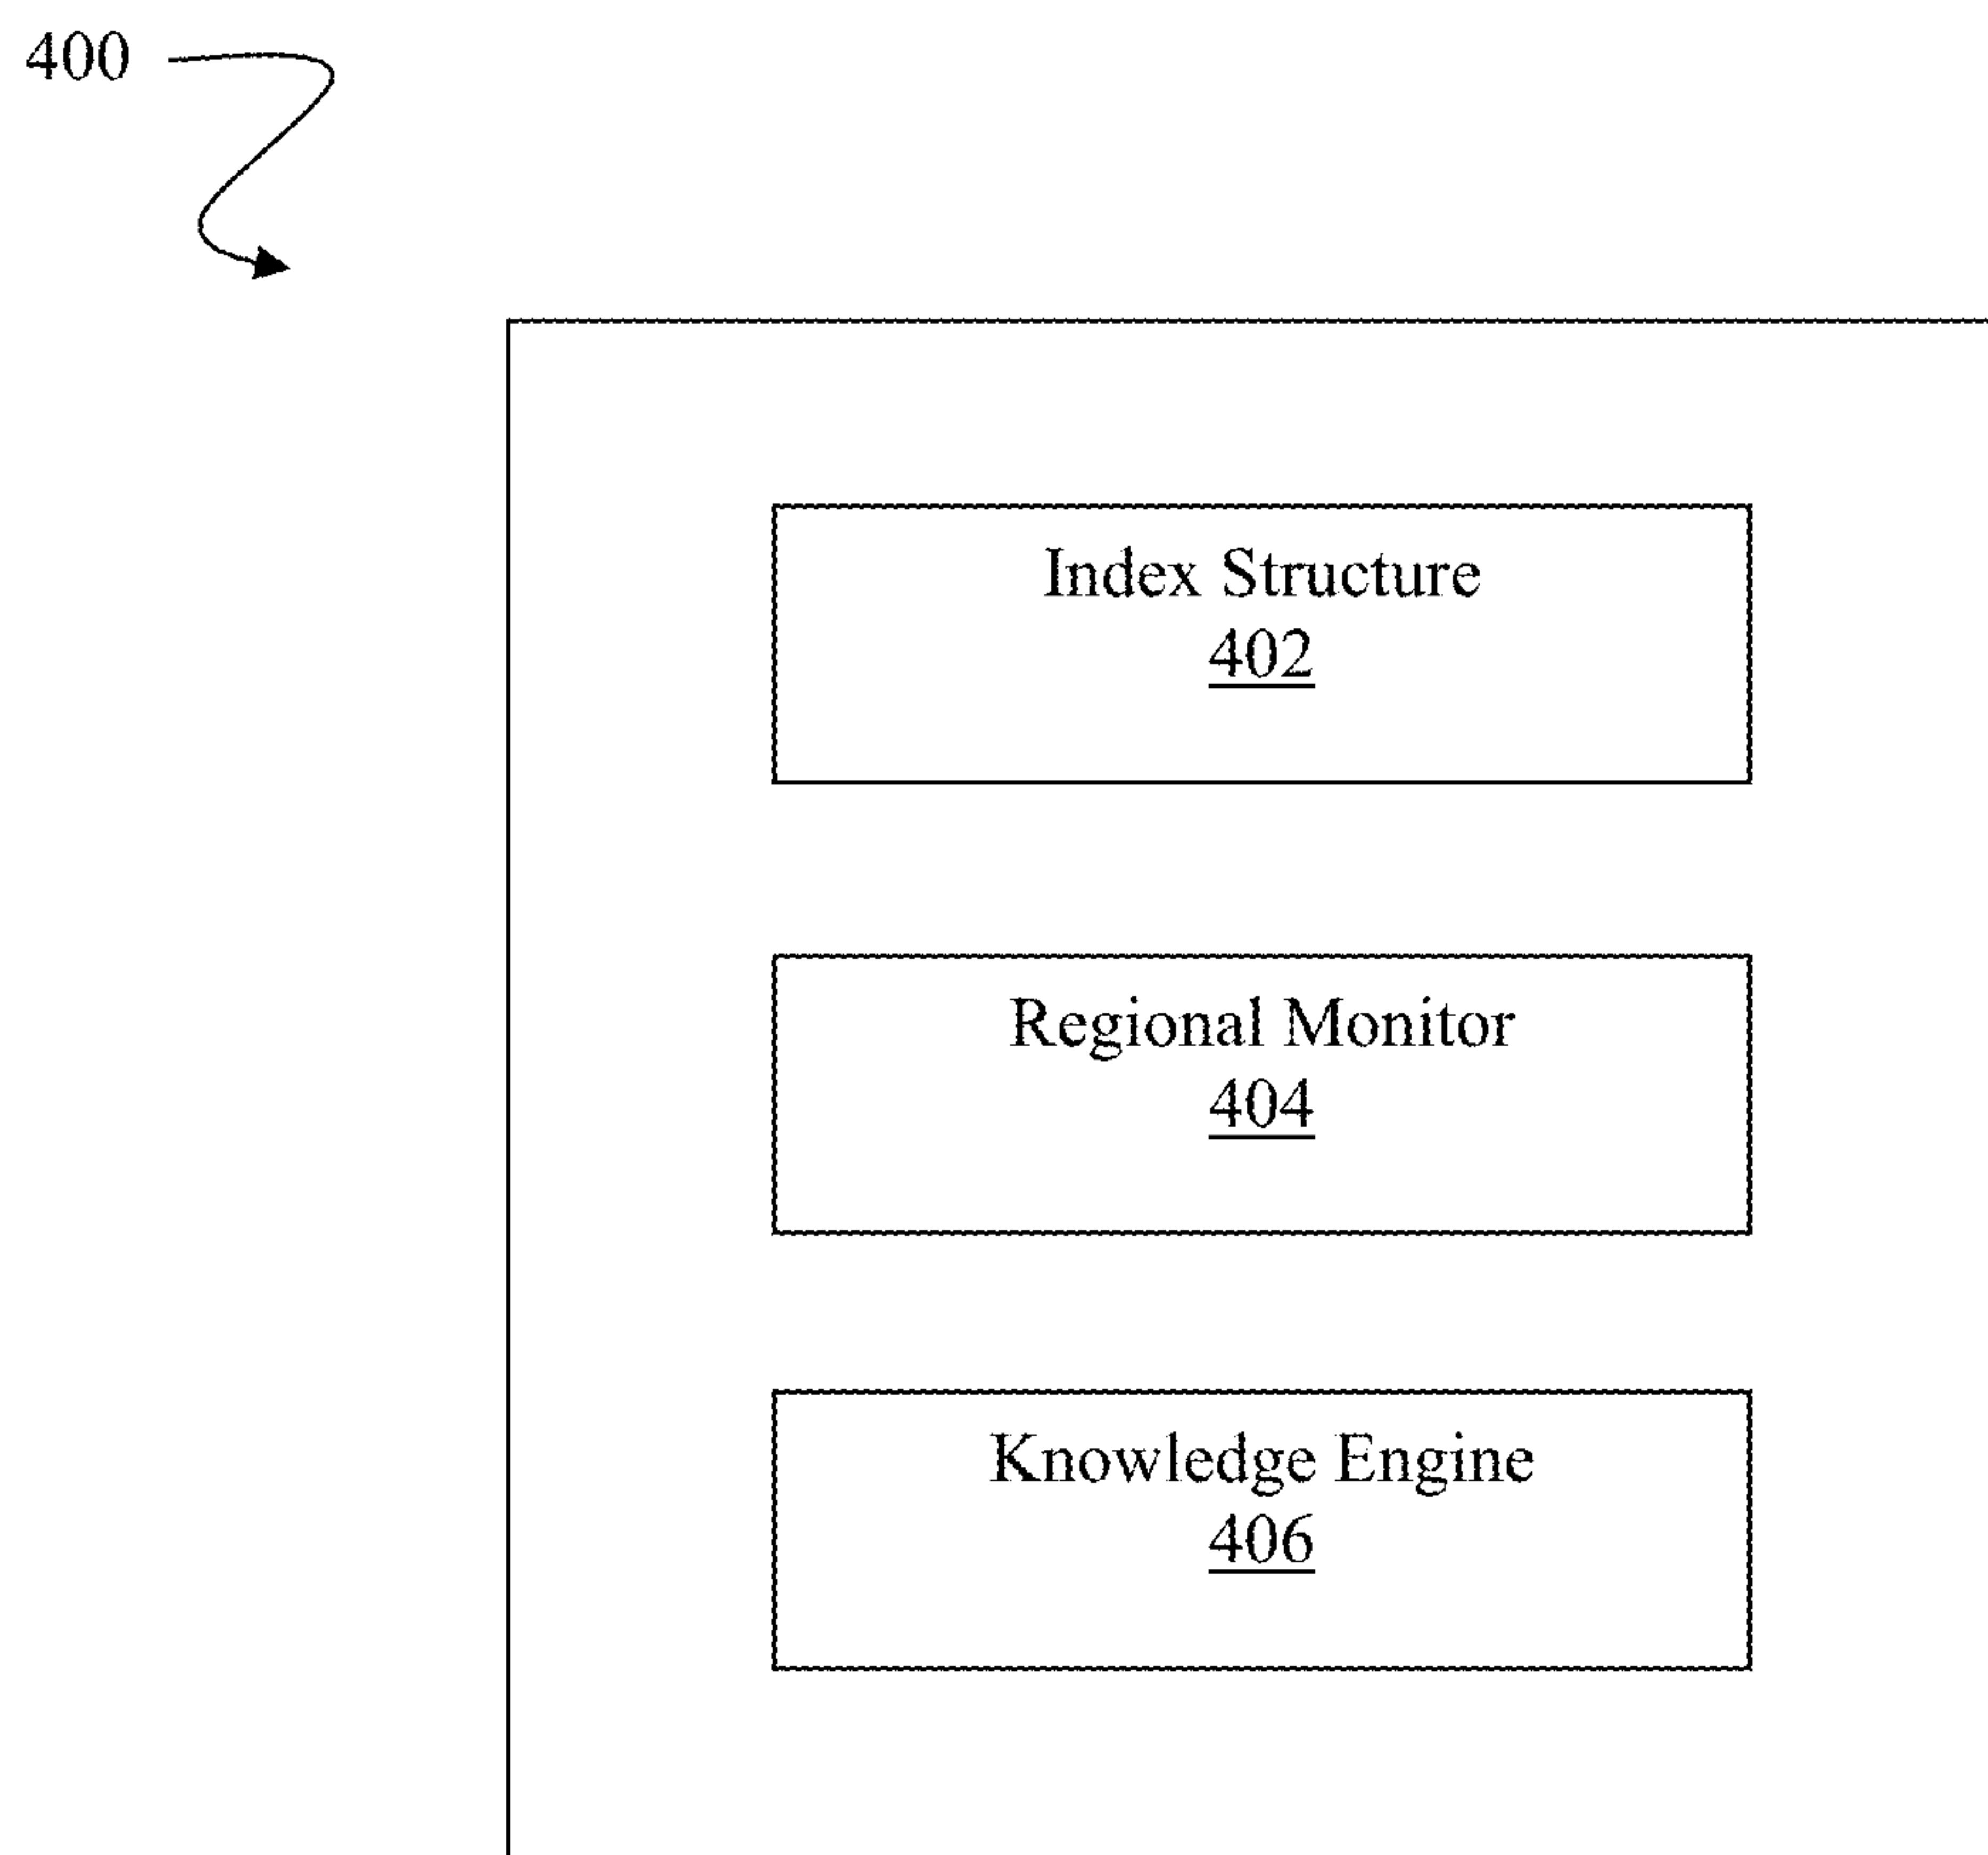 400
Index Structure
402
Regional Monitor
404
Knowledge Engine
406